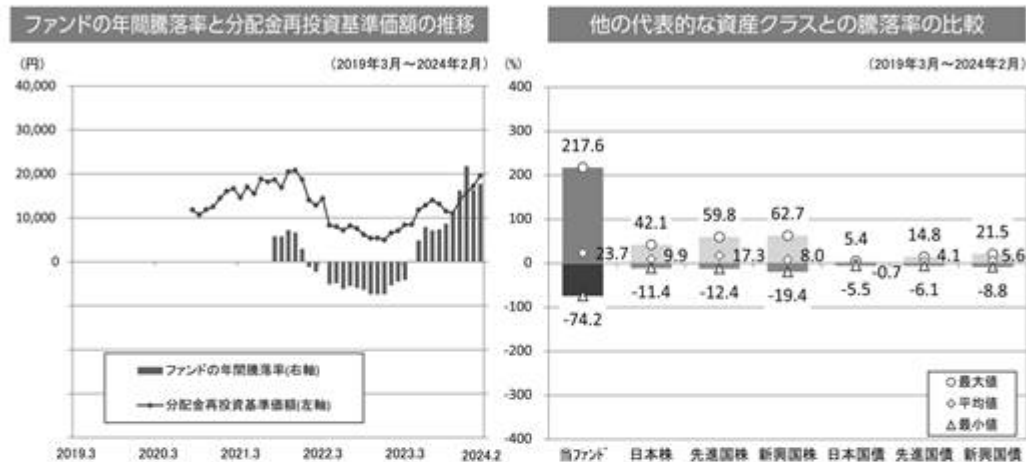 ファンドの年間騰落率と分配金再投資基準価額の推移
(円)
(2019年3月~2024年2月)
40,000
30,000
20,000
10,000
0
ファンドの年間騰落率(右軸)
分配金再投資基準価額(左軸)
2019.3 2020.3 2021.3 2022.3 2023.3 2024.2
他の代表的な資産クラスとの騰落率の比較
(%)
(2019年3月~2024年2月)
400
300
200
100
0
-100
-200
-300
-400
217.6
42.1 59.8 62.7 5.4 14.8 21.5
23.7 9.9 17.3 8.0 -0.7 4.1 5.6
-74.2 -11.4 -12.4 -19.4 -5.5 -6.1 -8.8
最大値
平均値
最小値
当ファンド 日本株 先進国株 新興国株 日本国債 先進国債 新興国債